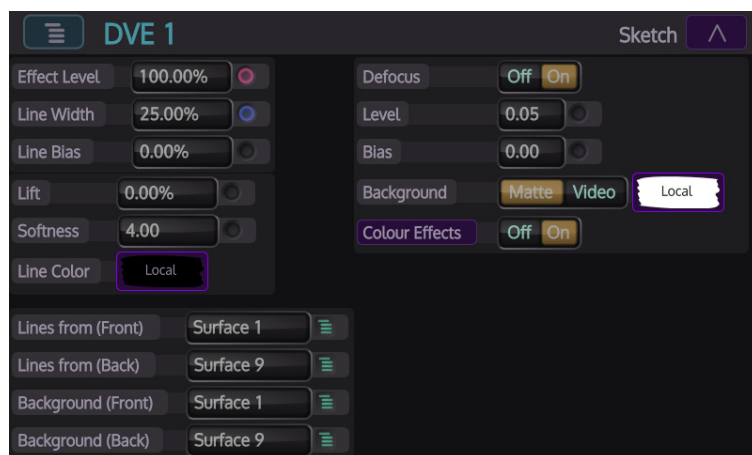 DVE 1
Sketch
Effect Level 100.00%
Line Width 25.00%
Line Bias 0.00%
Lift 0.00%
Softness 4.00
Line Color Local
Defocus Off On
Level 0.05
Bias 0.00
Background Matte Video Local
Colour Effects Off On
Lines from (Front) Surface 1
Lines from (Back) Surface 9
Background (Front) Surface 1
Background (Back) Surface 9